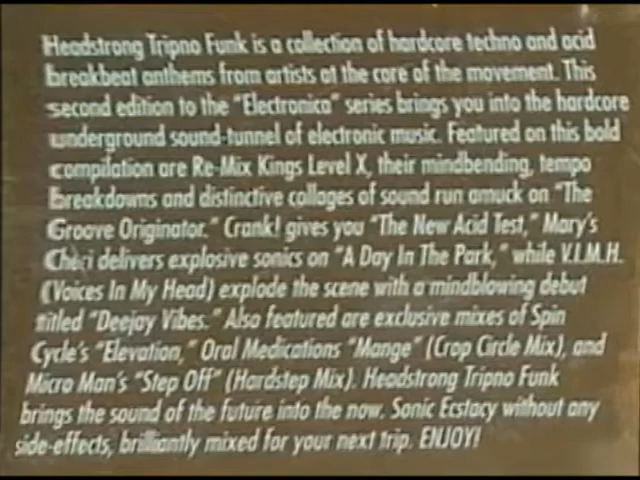 Headstrong Tripno Funk is a collection of hardcore techno and acid
breakbeat anthems from artists at the core of the movement. This
second edition to the "Electronica" series brings you into the hardcore
underground sound-tunnel of electronic music. Featured on this bold
compilation are Re-Mix Kings Level X, their mindbending, tempo
breakdowns and distinctive collages of sound run amuck on "The
Groove Originator." Crank! gives you "The New Acid Test," Mary's
Cheri delivers explosive sonics on "A Day In The Park," while V.I.M.H.
(Voices In My Head) explode the scene with a mindblowing debut
titled "Deejay Vibes." Also featured are exclusive mixes of Spin
Cycle's "Elevation," Oral Medications "Mange" (Crop Circle Mix), and
Micro Man's "Step Off" (Hardstep Mix). Headstrong Tripno Funk
brings the sound of the future into the now. Sonic Ecstacy without any
side-effects, brilliantly mixed for your next trip. ENJOY!